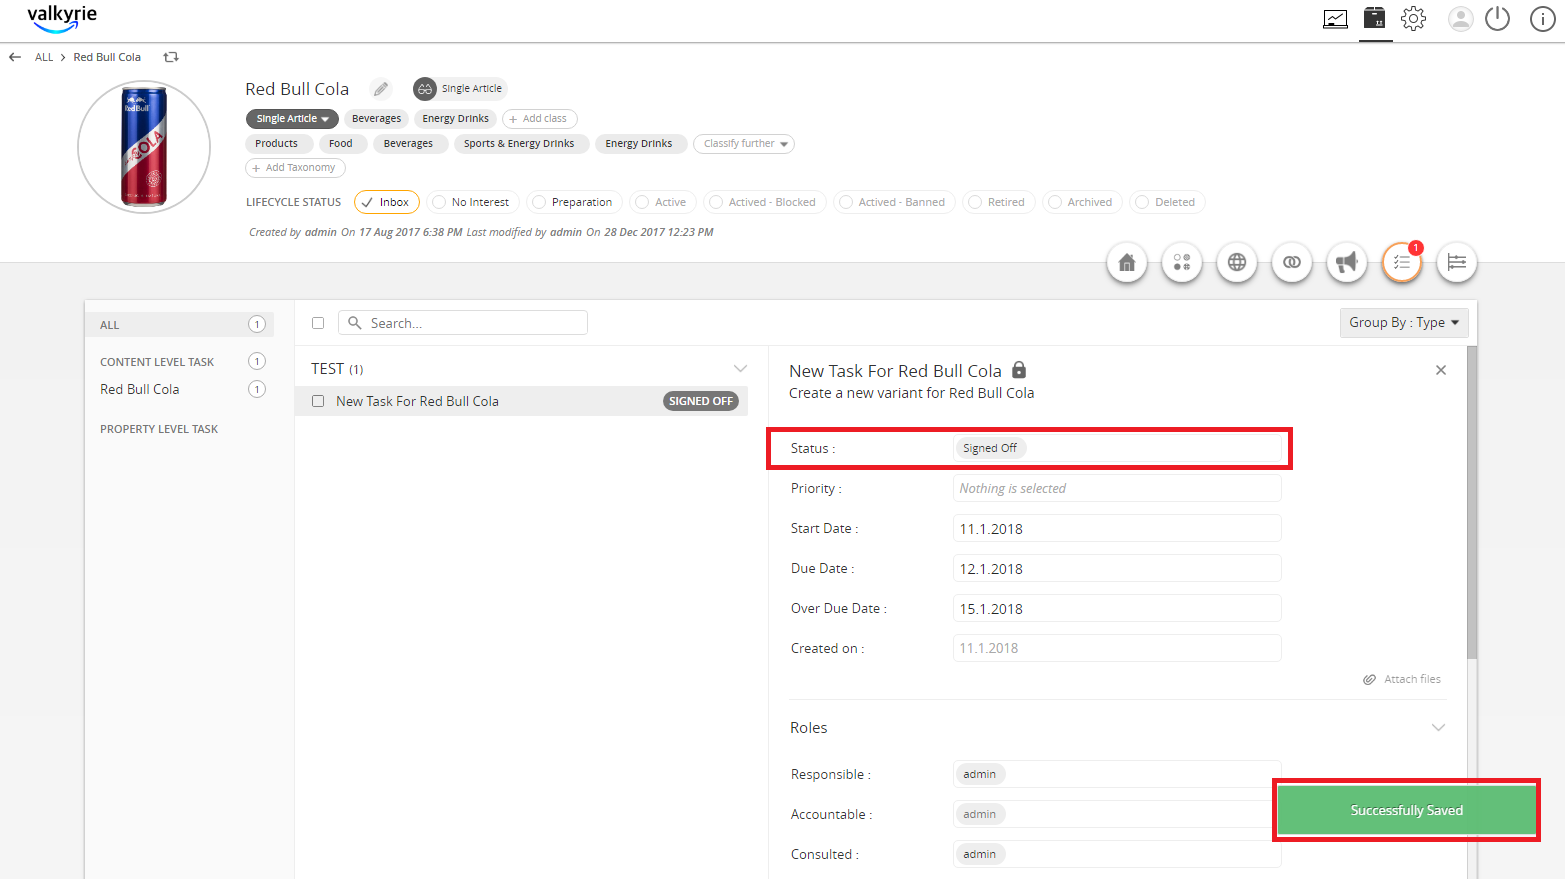 valkyrie
ALL > Red Bull Cola
Red Bull Cola
Single Article
Single Article
Beverages
Energy Drinks
+ Add class
Products
Food
Beverages
Sports & Energy Drinks
Energy Drinks
Classify further
+ Add Taxonomy
RedBull
COLA
LIFECYCLE STATUS
Inbox
No Interest
Preparation
Active
Actived - Blocked
Actived - Banned
Retired
Archived
Deleted
Created by admin On 17 Aug 2017 6:38 PM Last modified by admin On 28 Dec 2017 12:23 PM
1
ALL
1
CONTENT LEVEL TASK
1
Red Bull Cola
1
PROPERTY LEVEL TASK
Search...
Group By : Type
TEST (1)
New Task For Red Bull Cola
SIGNED OFF
New Task For Red Bull Cola
Create a new variant for Red Bull Cola
Status :
Signed Off
Priority :
Nothing is selected
Start Date :
11.1.2018
Due Date :
12.1.2018
Over Due Date :
15.1.2018
Created on :
11.1.2018
Attach files
Roles
Responsible :
admin
Accountable :
admin
Consulted :
admin
Successfully Saved